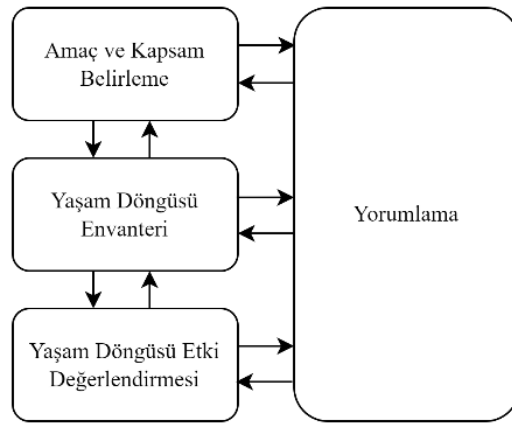 Amaç ve Kapsam
Belirleme
Yaşam Döngüsü
Envanteri
Yorumlama
Yaşam Döngüsü Etki
Değerlendirmesi